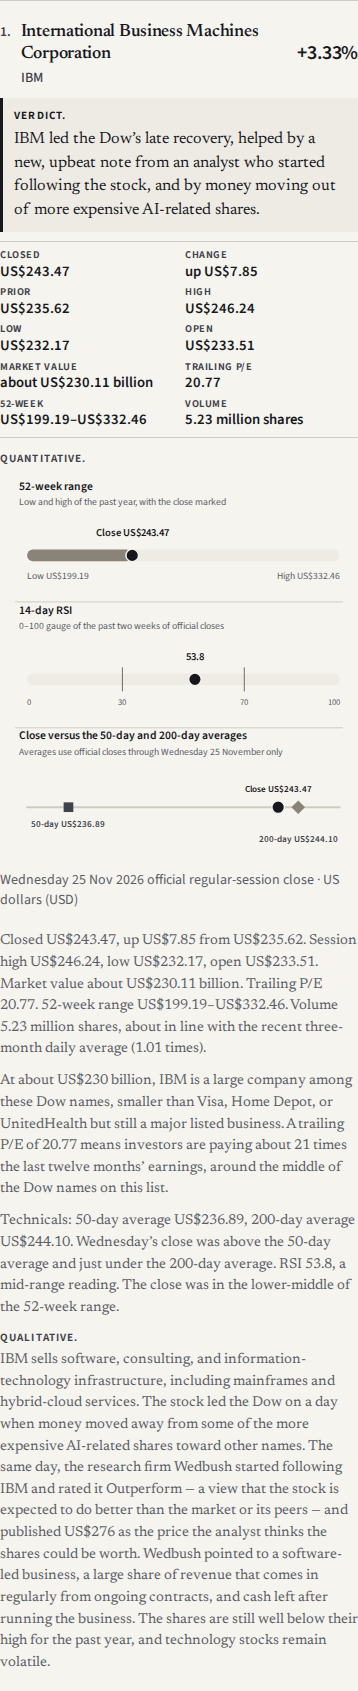 1. International Business Machines
Corporation +3.33%
IBM
VERDICT.
IBM led the Dow’s late recovery, helped by a
new, upbeat note from an analyst who started
following the stock, and by money moving out
of more expensive AI-related shares.
CLOSED CHANGE
US$243.47 up US$7.85
PRIOR HIGH
US$235.62 US$246.24
LOW OPEN
US$232.17 US$233.51
MARKET VALUE TRAILING P/E
about US$230.11 billion 20.77
52-WEEK VOLUME
US$199.19–US$332.46 5.23 million shares
QUANTITATIVE.
52-week range
Low and high of the past year, with the close marked
Close US$243.47
Low US$199.19 High US$332.46
14-day RSI
0–100 gauge of the past two weeks of official closes
53.8
0 30 70 100
Close versus the 50-day and 200-day averages
Averages use official closes through Wednesday 25 November only
Close US$243.47
50-day US$236.89
200-day US$244.10
Wednesday 25 Nov 2026 official regular-session close · US
dollars (USD)
Closed US$243.47, up US$7.85 from US$235.62. Session
high US$246.24, low US$232.17, open US$233.51.
Market value about US$230.11 billion. Trailing P/E
20.77. 52-week range US$199.19–US$332.46. Volume
5.23 million shares, about in line with the recent three-
month daily average (1.01 times).
At about US$230 billion, IBM is a large company among
these Dow names, smaller than Visa, Home Depot, or
UnitedHealth but still a major listed business. A trailing
P/E of 20.77 means investors are paying about 21 times
the last twelve months’ earnings, around the middle of
the Dow names on this list.
Technicals: 50-day average US$236.89, 200-day average
US$244.10. Wednesday’s close was above the 50-day
average and just under the 200-day average. RSI 53.8, a
mid-range reading. The close was in the lower-middle of
the 52-week range.
QUALITATIVE.
IBM sells software, consulting, and information-
technology infrastructure, including mainframes and
hybrid-cloud services. The stock led the Dow on a day
when money moved away from some of the more
expensive AI-related shares toward other names. The
same day, the research firm Wedbush started following
IBM and rated it Outperform — a view that the stock is
expected to do better than the market or its peers — and
published US$276 as the price the analyst thinks the
shares could be worth. Wedbush pointed to a software-
led business, a large share of revenue that comes in
regularly from ongoing contracts, and cash left after
running the business. The shares are still well below their
high for the past year, and technology stocks remain
volatile.